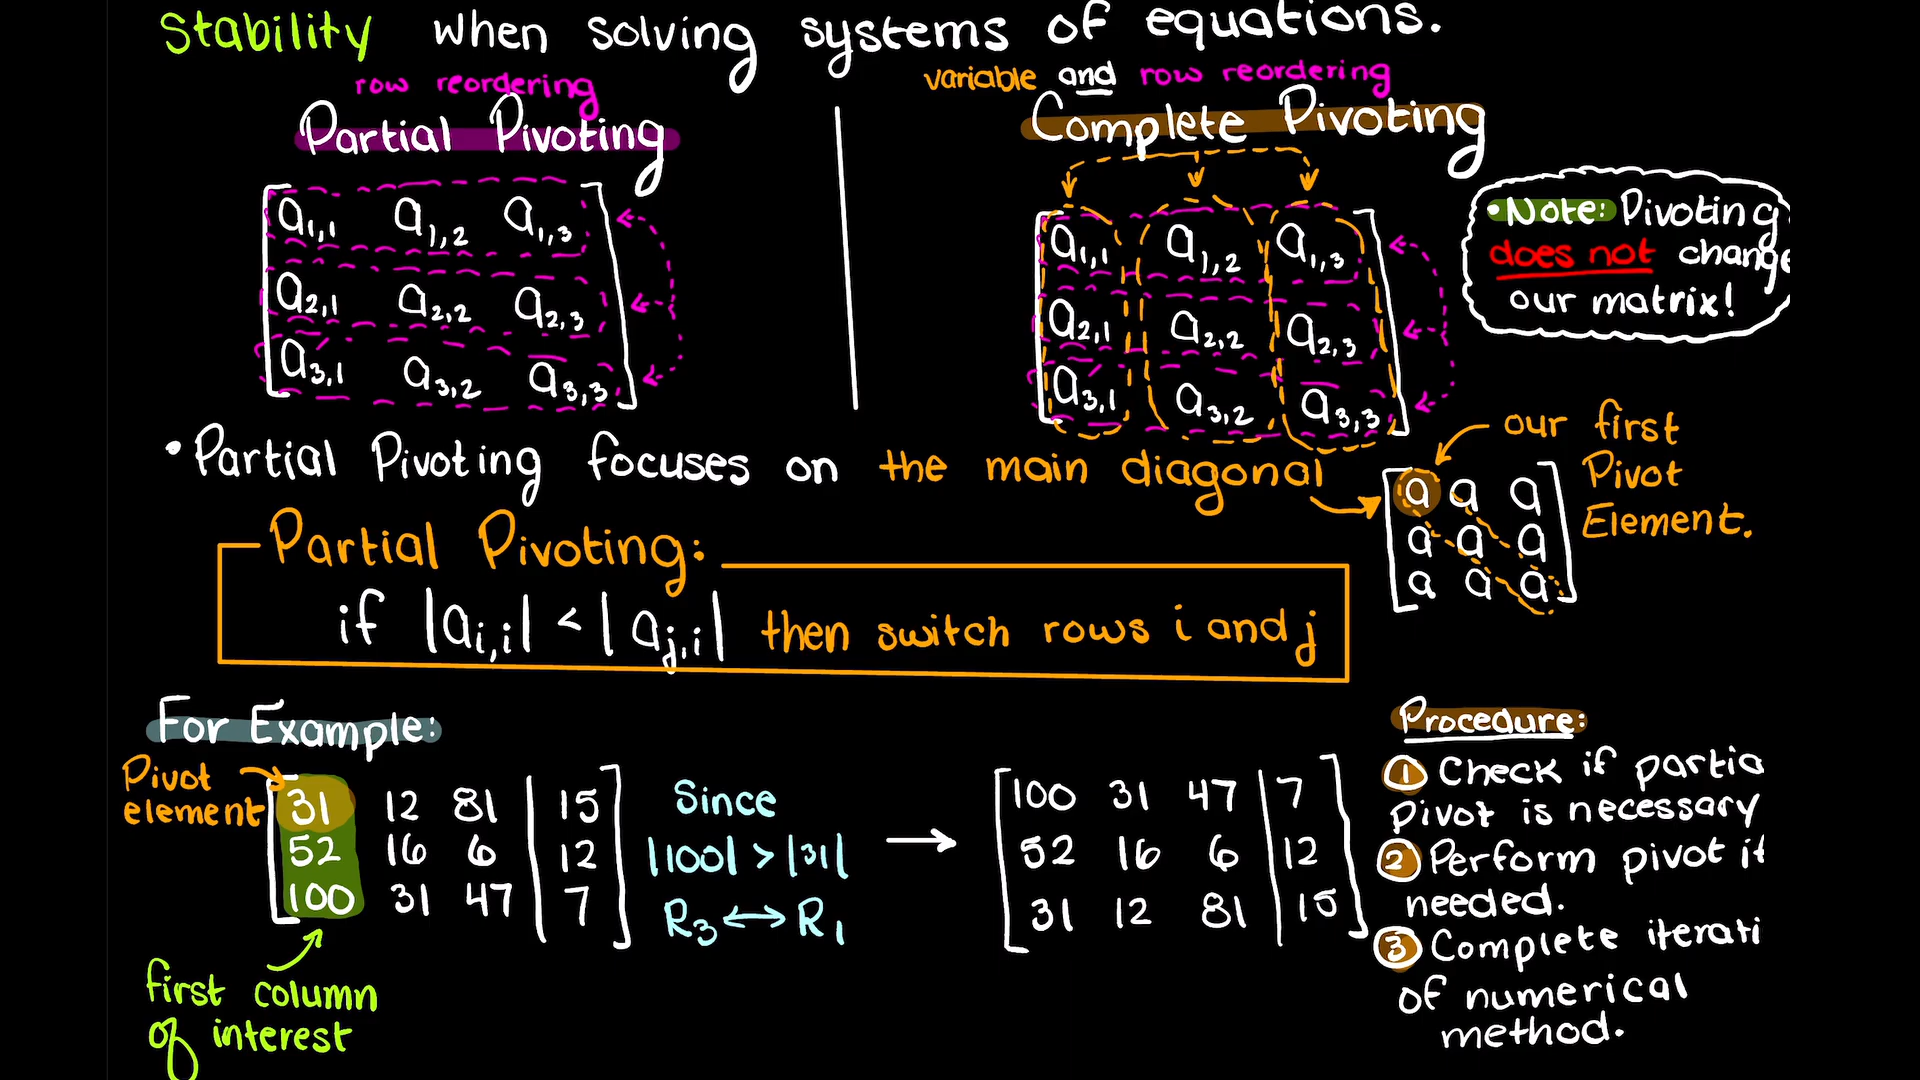 Stability when solving systems of equations.
row reordering
Partial Pivoting
a1,1 a1,2 a1,3
a2,1 a2,2 a2,3
a3,1 a3,2 a3,3
variable and row reordering
Complete Pivoting
a1,1 a1,2 a1,3
a2,1 a2,2 a2,3
a3,1 a3,2 a3,3
•Note: Pivoting
does not change
our matrix!
•Partial Pivoting focuses on the main diagonal
our first
Pivot
Element.
a a a
a a a
a a a
Partial Pivoting:
if |ai,i| < |aj,i| then switch rows i and j
For Example:
Pivot
element
31 12 81 | 15
52 16 6 | 12
100 31 47 | 7
first column
of interest
Since
|100| > |31|
R3 ↔ R1
→
100 31 47 | 7
52 16 6 | 12
31 12 81 | 15
Procedure:
① Check if partia
pivot is necessary
② Perform pivot if
needed.
③ Complete iterati
of numerical
method.